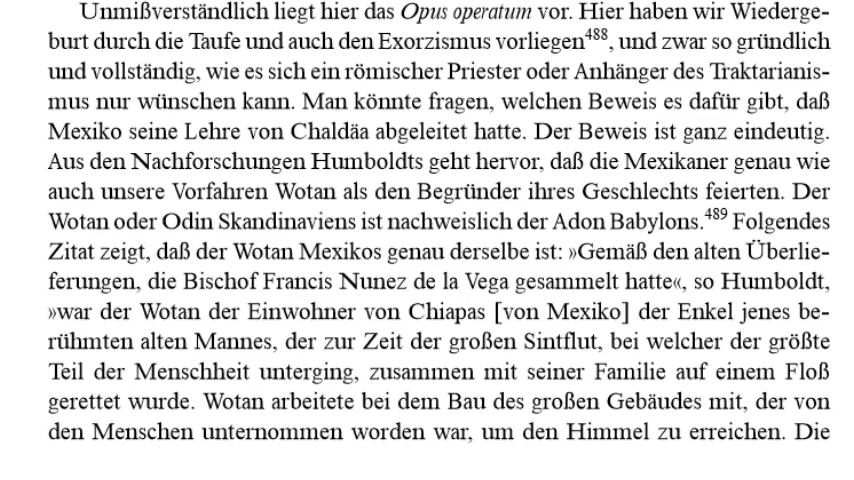 Unmißverständlich liegt hier das Opus operatum vor. Hier haben wir Wiederge-
burt durch die Taufe und auch den Exorzismus vorliegen488, und zwar so gründlich
und vollständig, wie es sich ein römischer Priester oder Anhänger des Traktarianis-
mus nur wünschen kann. Man könnte fragen, welchen Beweis es dafür gibt, daß
Mexiko seine Lehre von Chaldäa abgeleitet hatte. Der Beweis ist ganz eindeutig.
Aus den Nachforschungen Humboldts geht hervor, daß die Mexikaner genau wie
auch unsere Vorfahren Wotan als den Begründer ihres Geschlechts feierten. Der
Wotan oder Odin Skandinaviens ist nachweislich der Adon Babylons.489 Folgendes
Zitat zeigt, daß der Wotan Mexikos genau derselbe ist: »Gemäß den alten Überlie-
ferungen, die Bischof Francis Nunez de la Vega gesammelt hatte«, so Humboldt,
»war der Wotan der Einwohner von Chiapas [von Mexiko] der Enkel jenes be-
rühmten alten Mannes, der zur Zeit der großen Sintflut, bei welcher der größte
Teil der Menschheit unterging, zusammen mit seiner Familie auf einem Floß
gerettet wurde. Wotan arbeitete bei dem Bau des großen Gebäudes mit, der von
den Menschen unternommen worden war, um den Himmel zu erreichen. Die